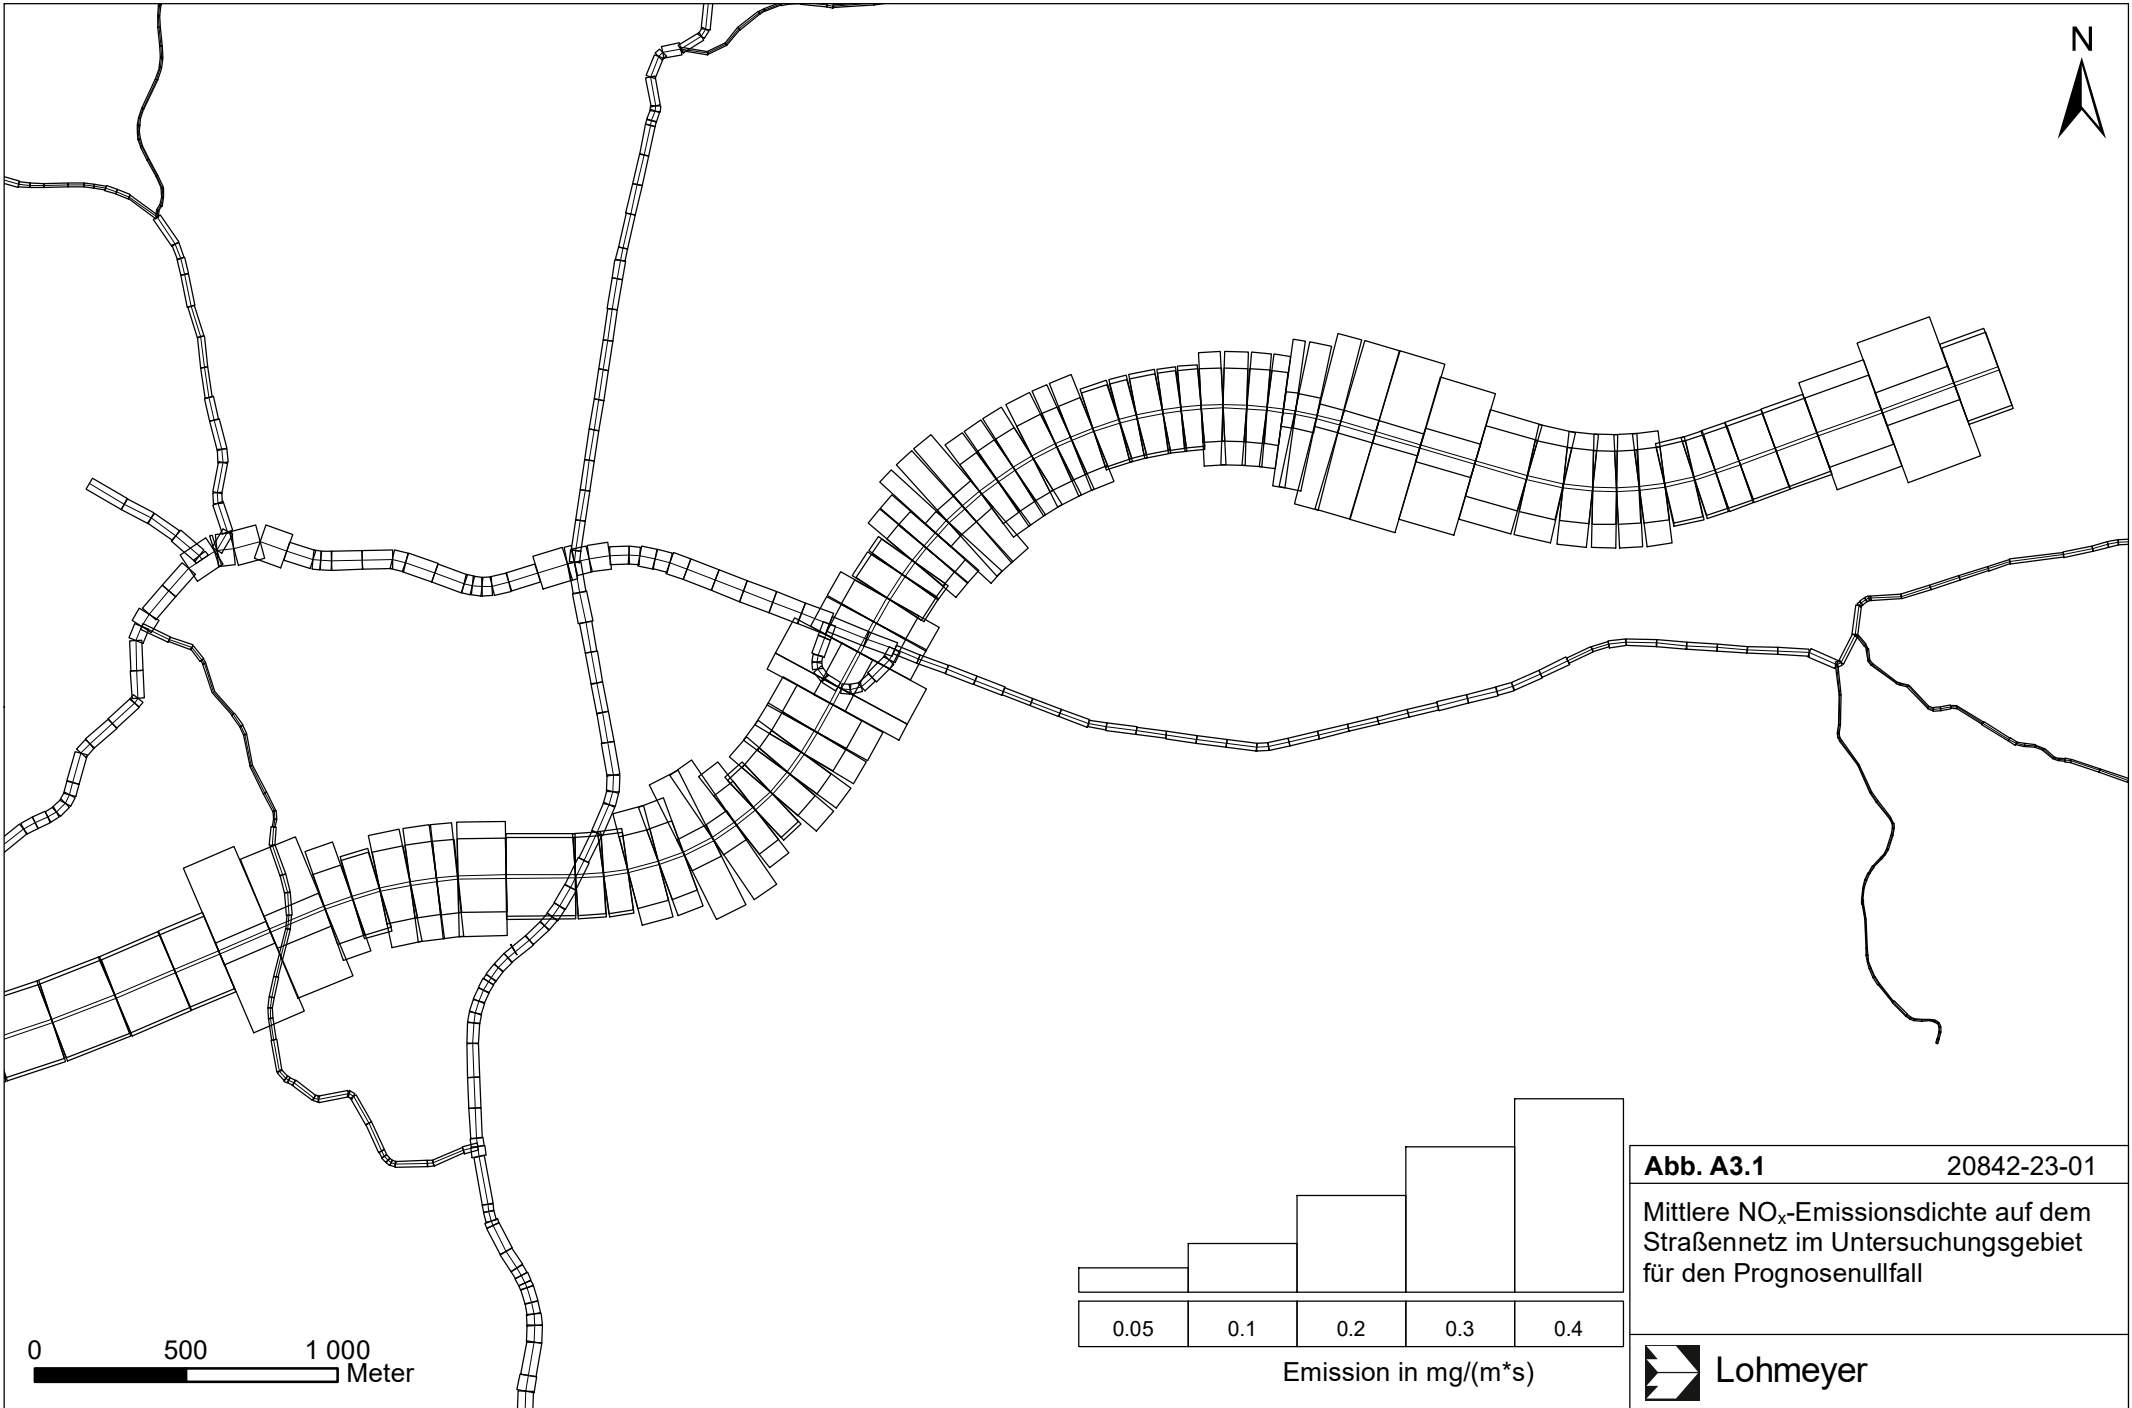 N
0 500 1 000
Meter
0.05 0.1 0.2 0.3 0.4
Emission in mg/(m*s)
Abb. A3.1 20842-23-01
Mittlere NOₓ-Emissionsdichte auf dem
Straßennetz im Untersuchungsgebiet
für den Prognosenullfall
Lohmeyer